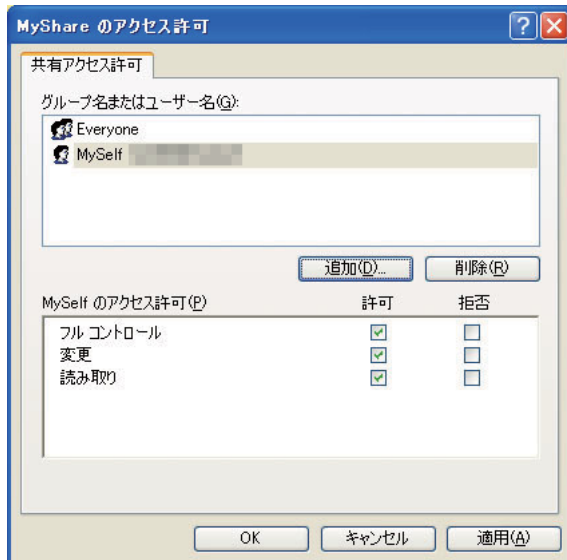 MyShare のアクセス許可
共有アクセス許可
グループ名またはユーザー名(G):
Everyone
MySelf
追加(D)... 削除(R)
MySelf のアクセス許可(P) 許可 拒否
フル コントロール
変更
読み取り
OK キャンセル 適用(A)